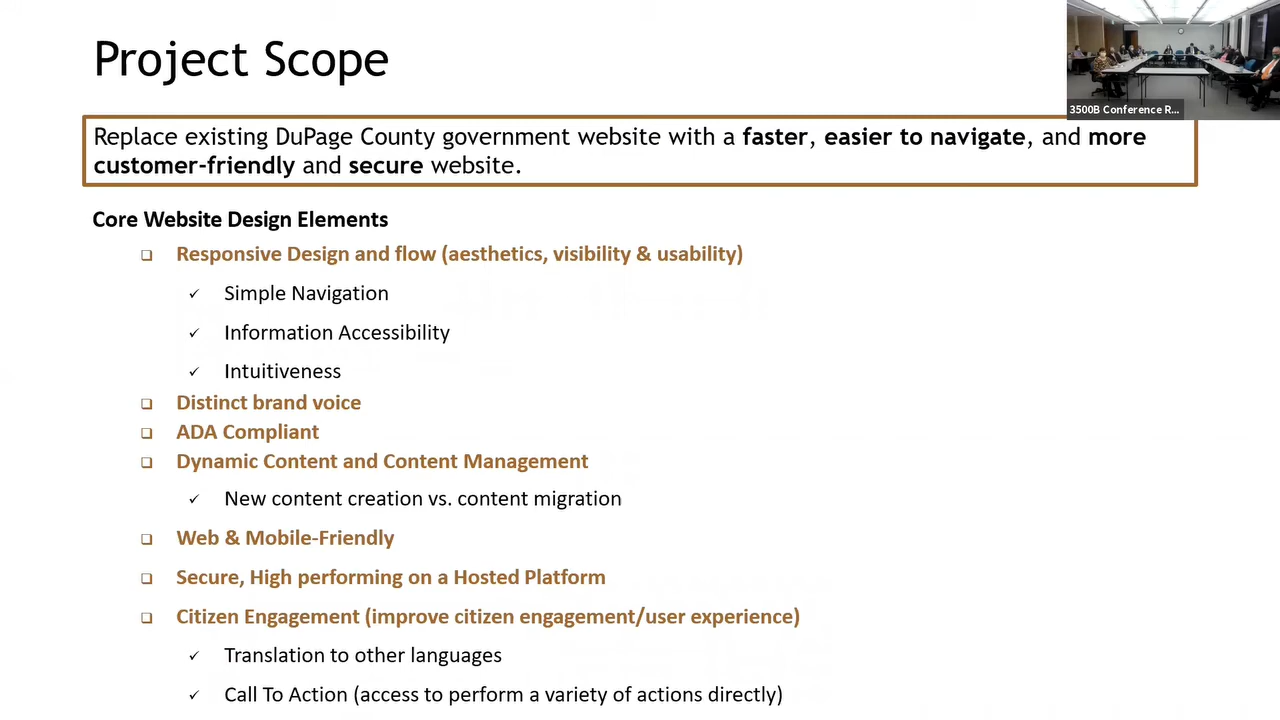 Project Scope
3500B Conference R...
Replace existing DuPage County government website with a faster, easier to navigate, and more
customer-friendly and secure website.
Core Website Design Elements
❑ Responsive Design and flow (aesthetics, visibility & usability)
✓ Simple Navigation
✓ Information Accessibility
✓ Intuitiveness
❑ Distinct brand voice
❑ ADA Compliant
❑ Dynamic Content and Content Management
✓ New content creation vs. content migration
❑ Web & Mobile-Friendly
❑ Secure, High performing on a Hosted Platform
❑ Citizen Engagement (improve citizen engagement/user experience)
✓ Translation to other languages
✓ Call To Action (access to perform a variety of actions directly)